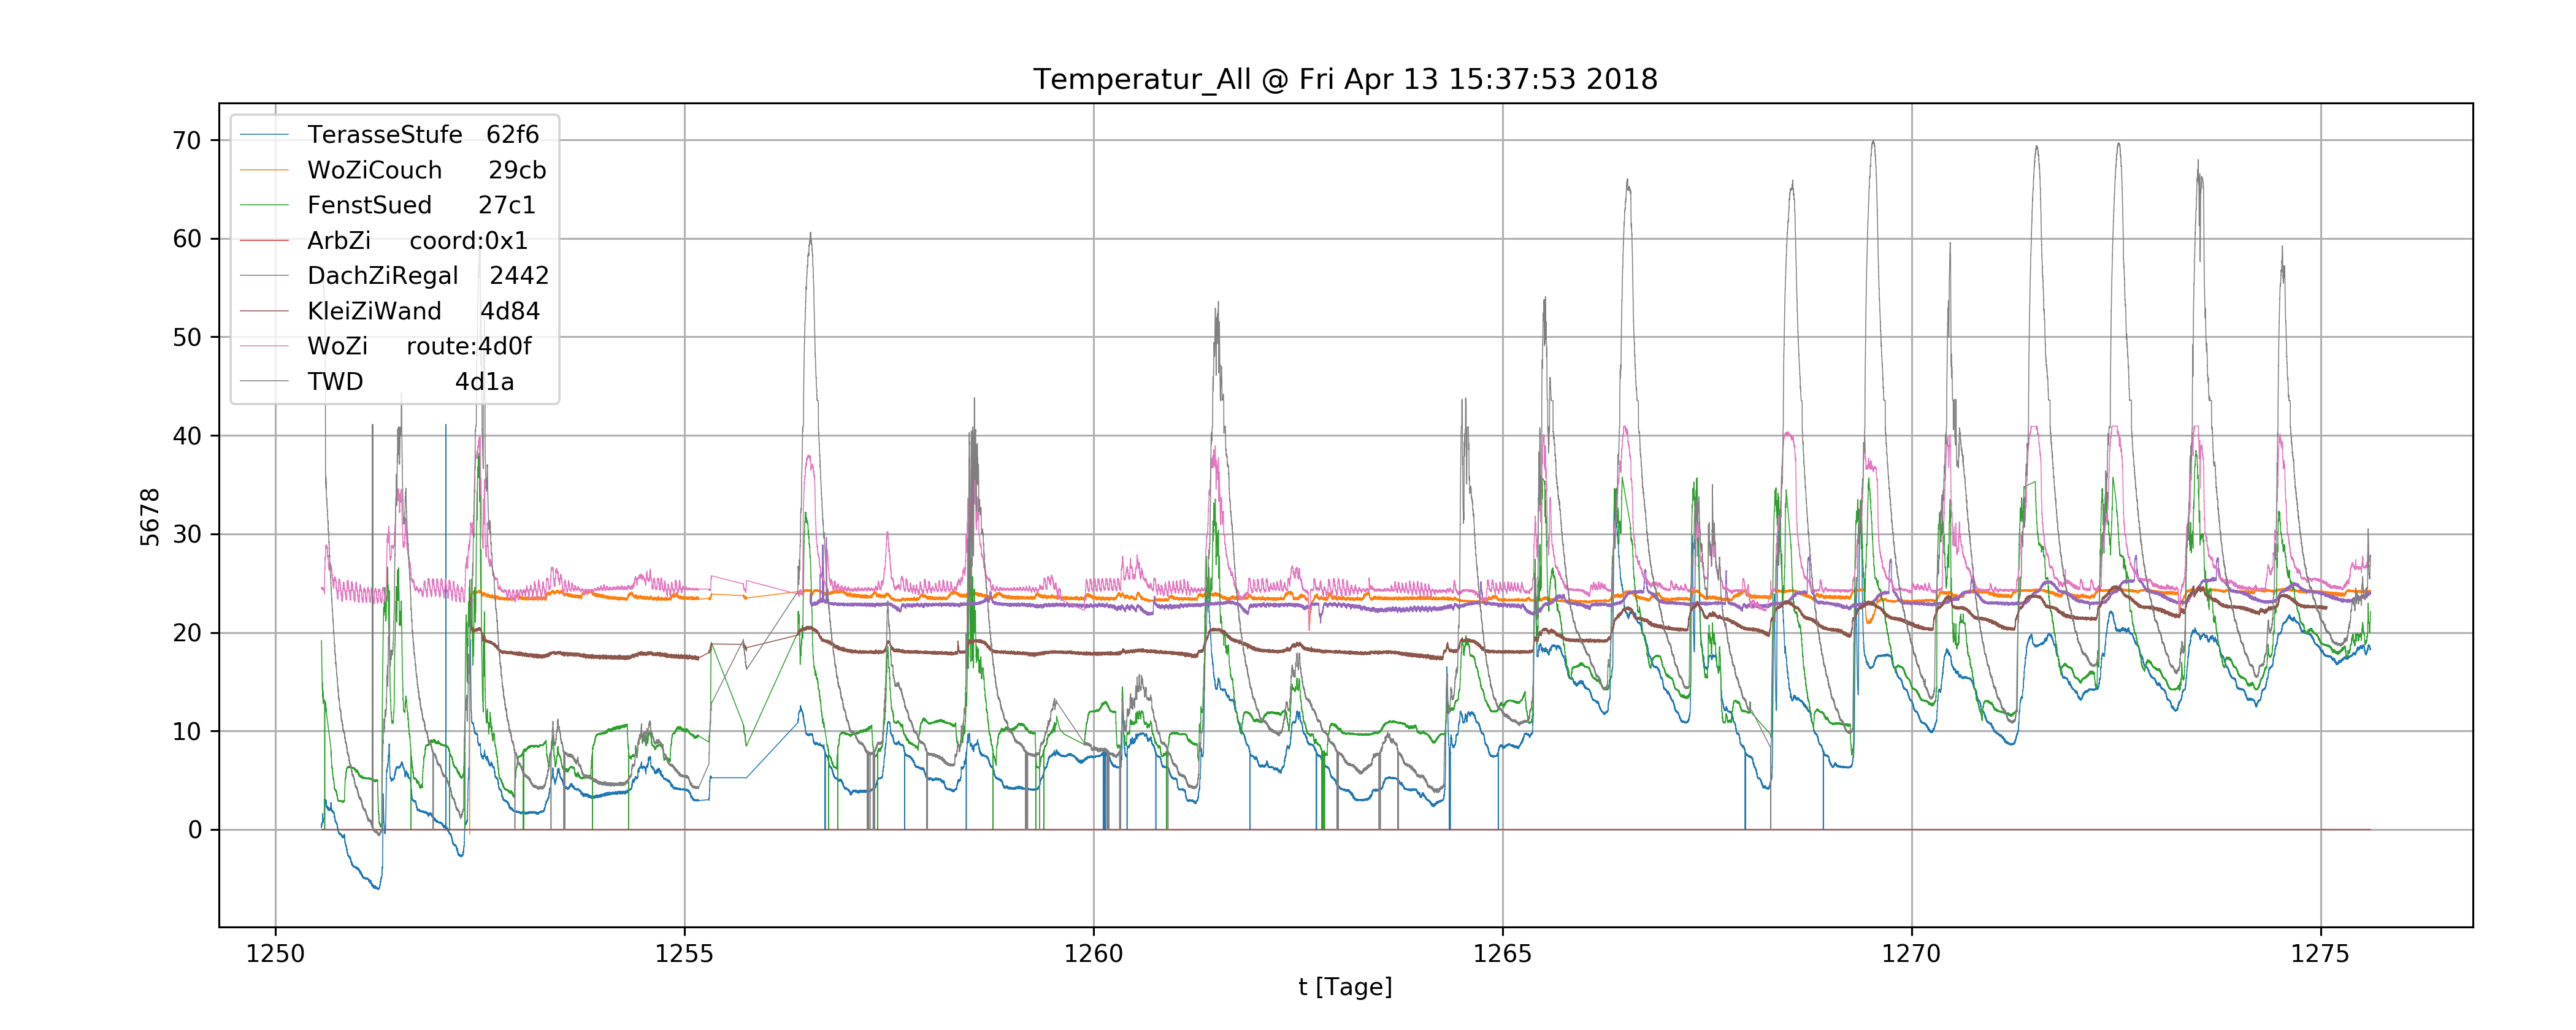 Temperatur_All @ Fri Apr 13 15:37:53 2018
70
60
50
40
30
20
10
0
5678
TerasseStufe 62f6
WoZiCouch 29cb
FenstSued 27c1
ArbZi coord:0x1
DachZiRegal 2442
KleiZiWand 4d84
WoZi route:4d0f
TWD 4d1a
1250 1255 1260 1265 1270 1275
t [Tage]